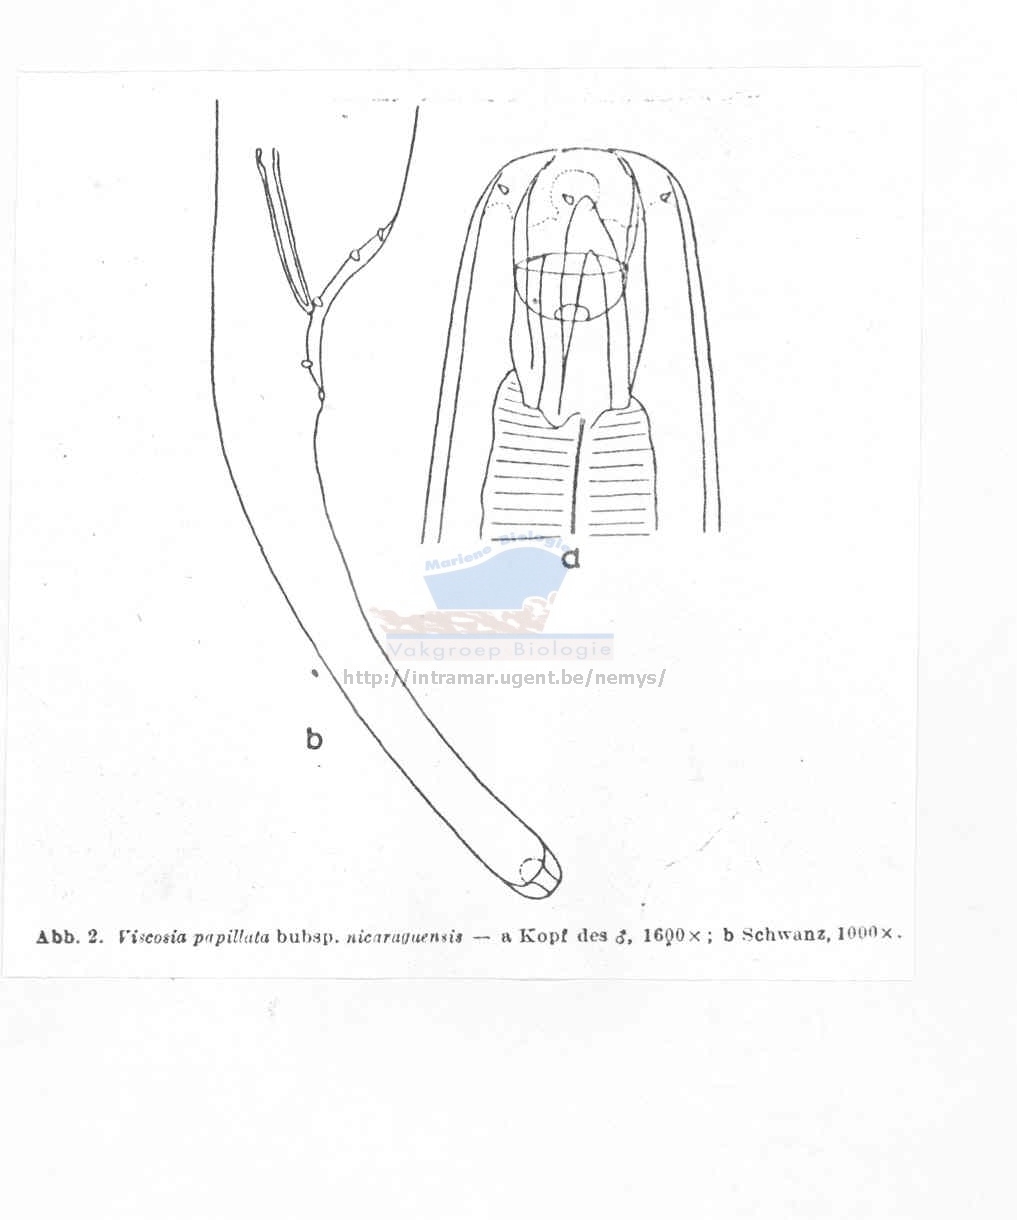 a
Mariene Biologie
Vakgroep Biologie
http://intramar.ugent.be/nemys/
b
Abb. 2. Viscosia papillata bubsp. nicaraguensis — a Kopf des ♂, 1600×; b Schwanz, 1000×.